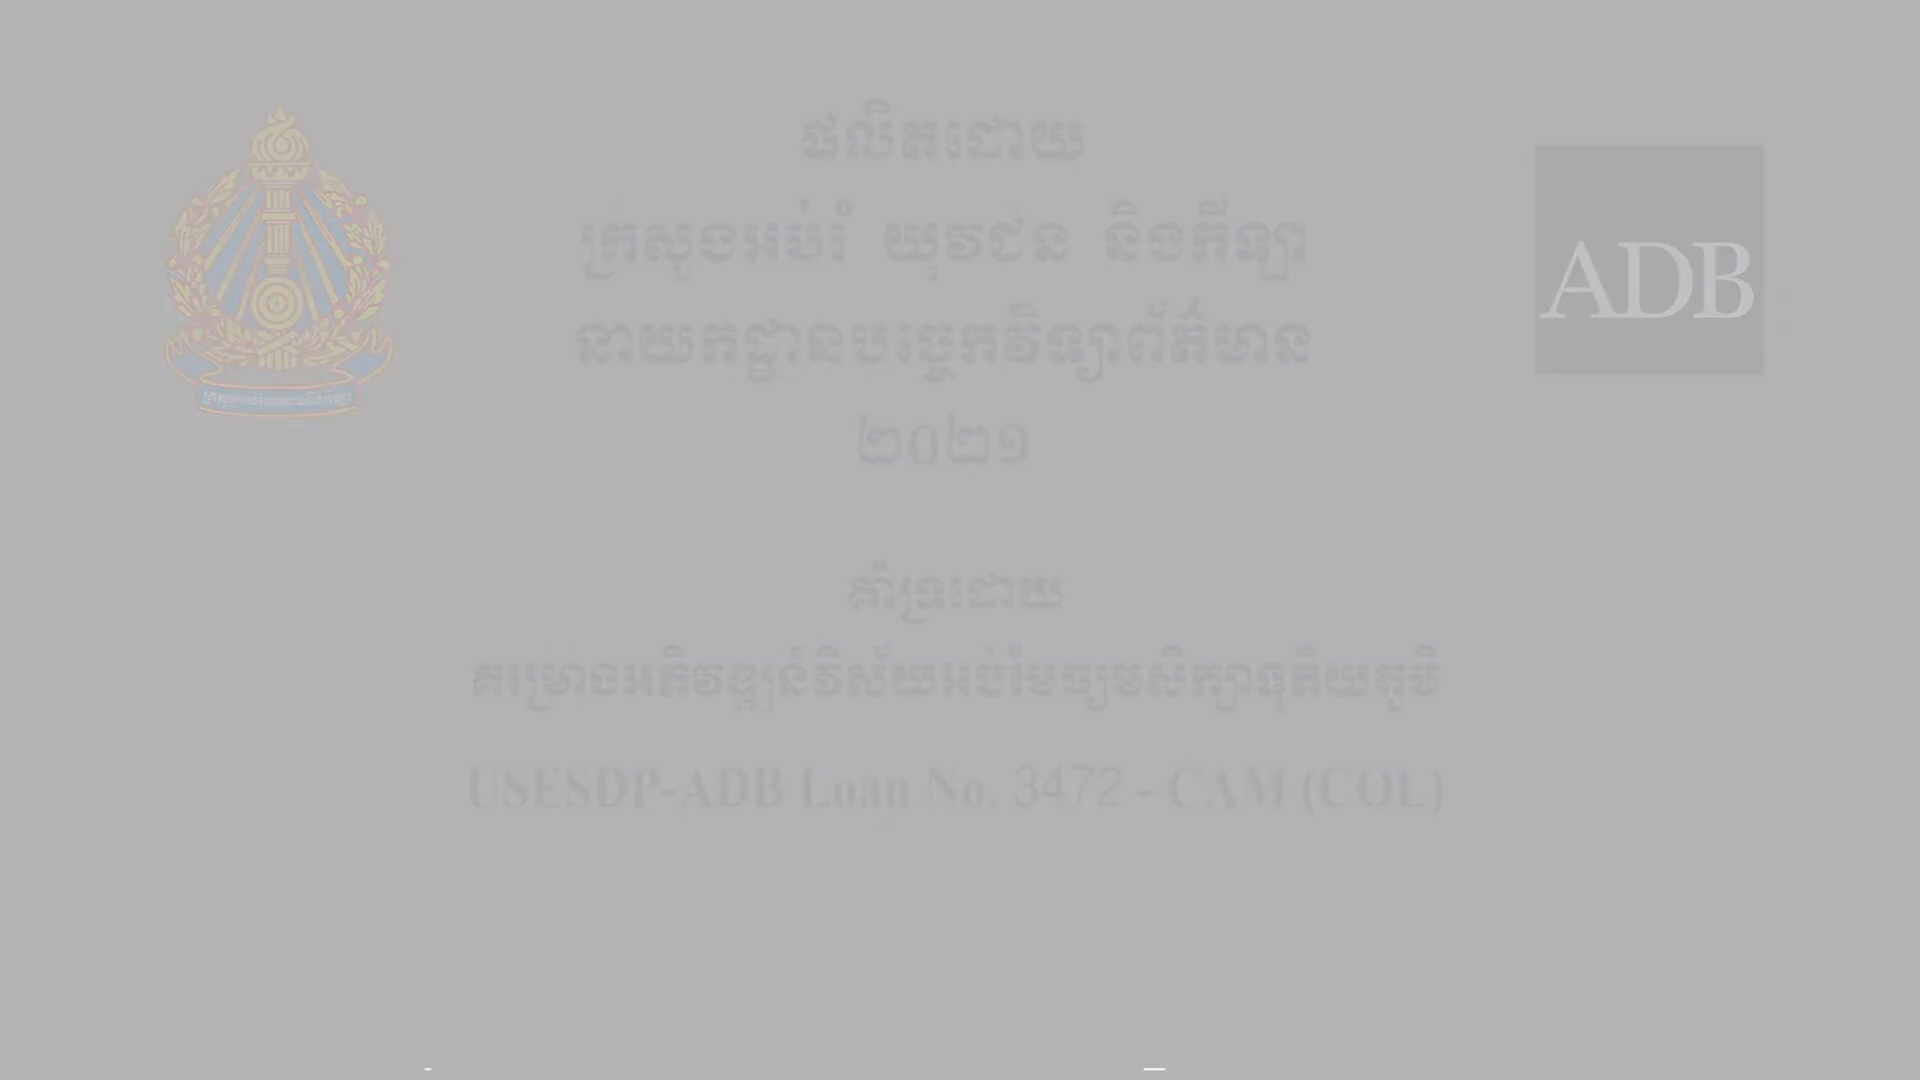 ផលិតដោយ
ក្រសួងអប់រំ យុវជន និងកីឡា
នាយកដ្ឋានបច្ចេកវិទ្យាព័ត៌មាន
២០២១
ADB
គាំទ្រដោយ
គម្រោងអភិវឌ្ឍន៍វិស័យអប់រំមធ្យមសិក្សាទុតិយភូមិ
USESDP-ADB Loan No. 3472 - CAM (COL)